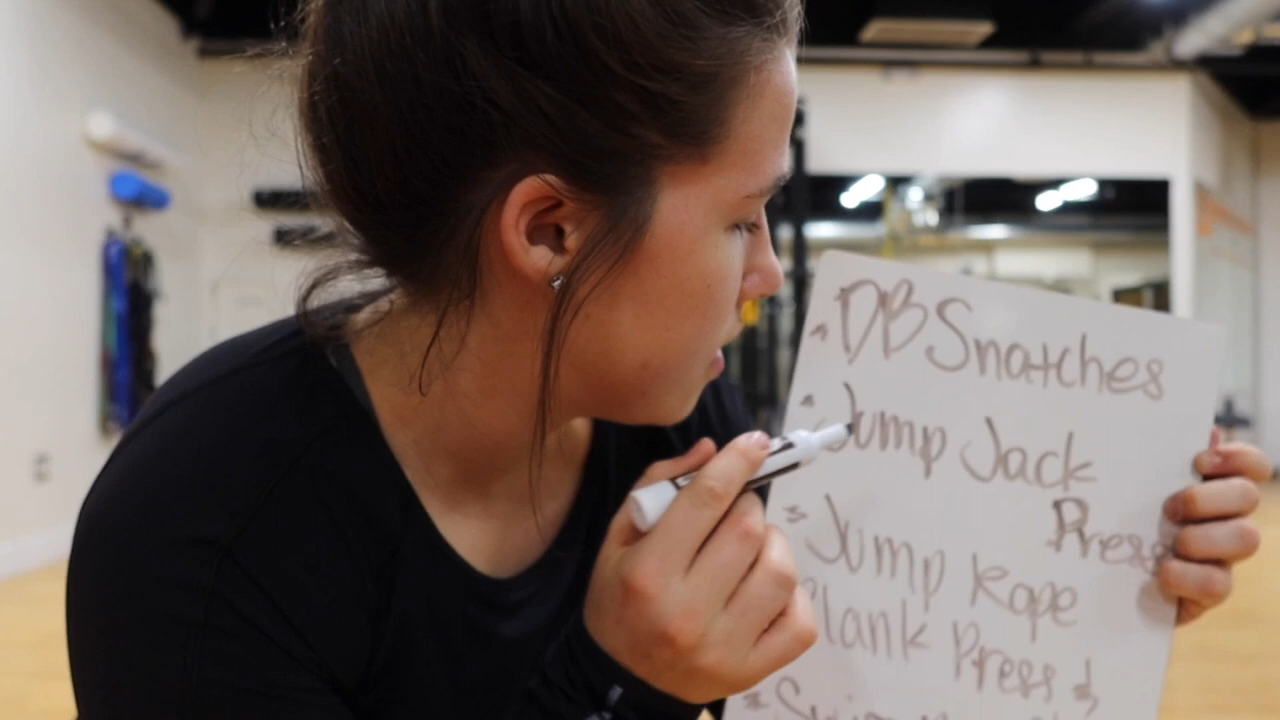 DB Snatches
Jump Jack
Press
Jump Rope
Plank Press &